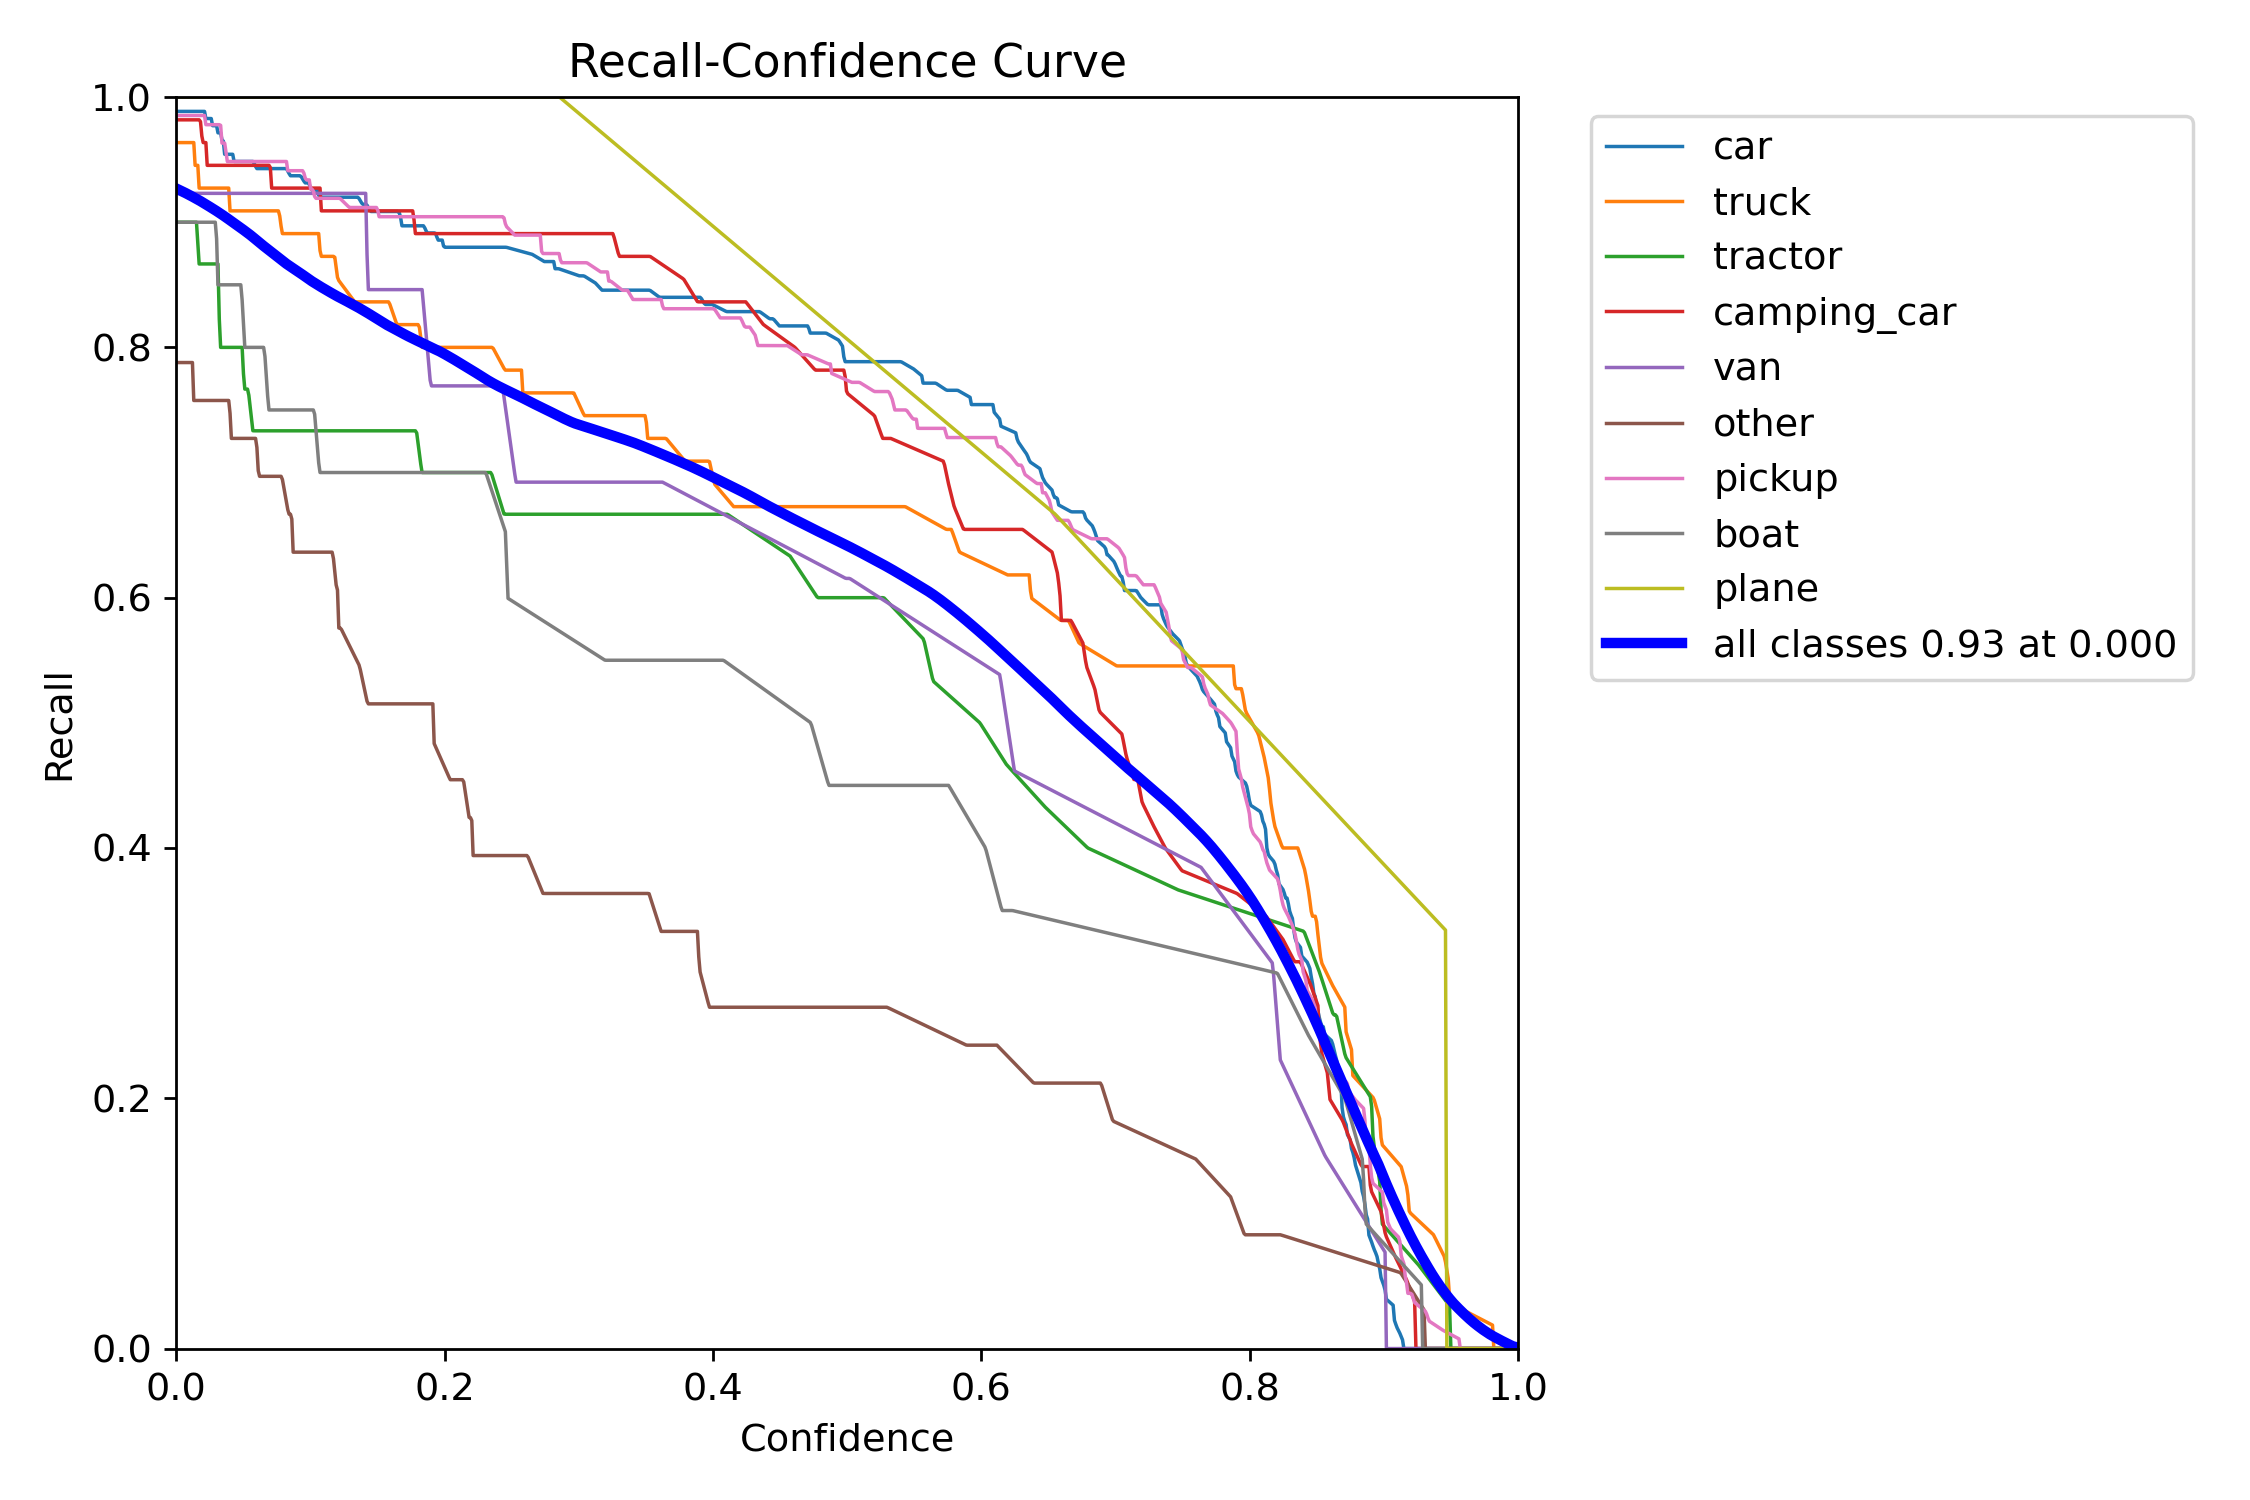 Recall-Confidence Curve
1.0
0.8
0.6
0.4
0.2
0.0
Recall
0.0 0.2 0.4 0.6 0.8 1.0
Confidence
car
truck
tractor
camping_car
van
other
pickup
boat
plane
all classes 0.93 at 0.000